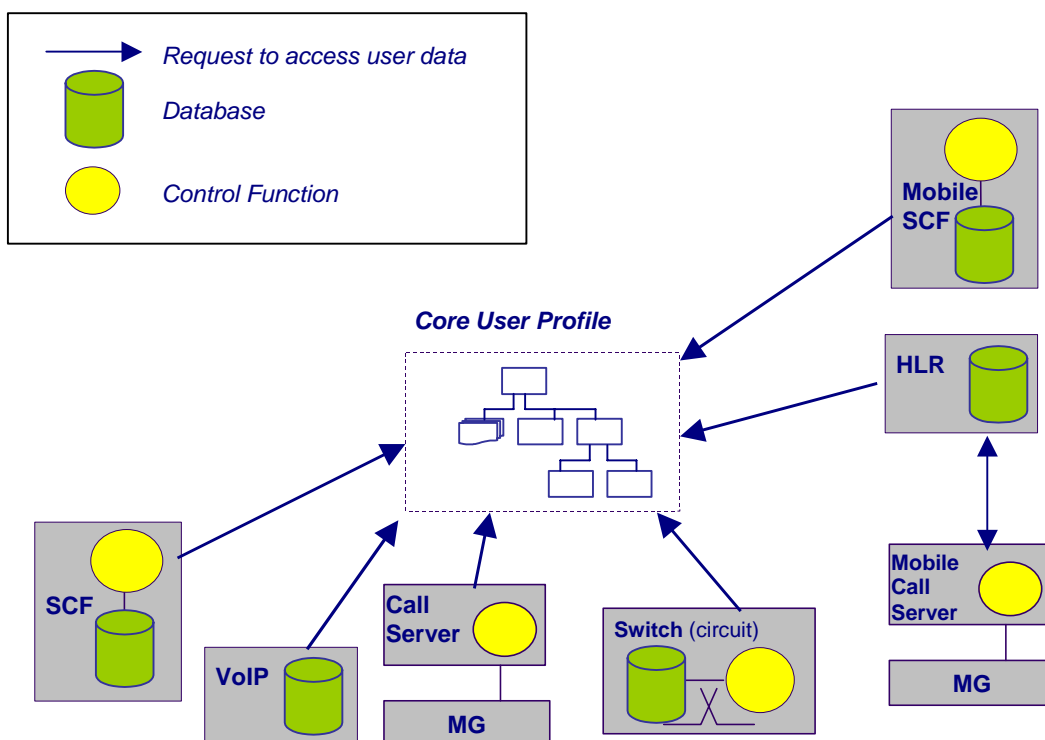 Request to access user data
Database
Control Function
Mobile
SCF
Core User Profile
HLR
SCF
VoIP
Call
Server
MG
Switch (circuit)
Mobile
Call
Server
MG